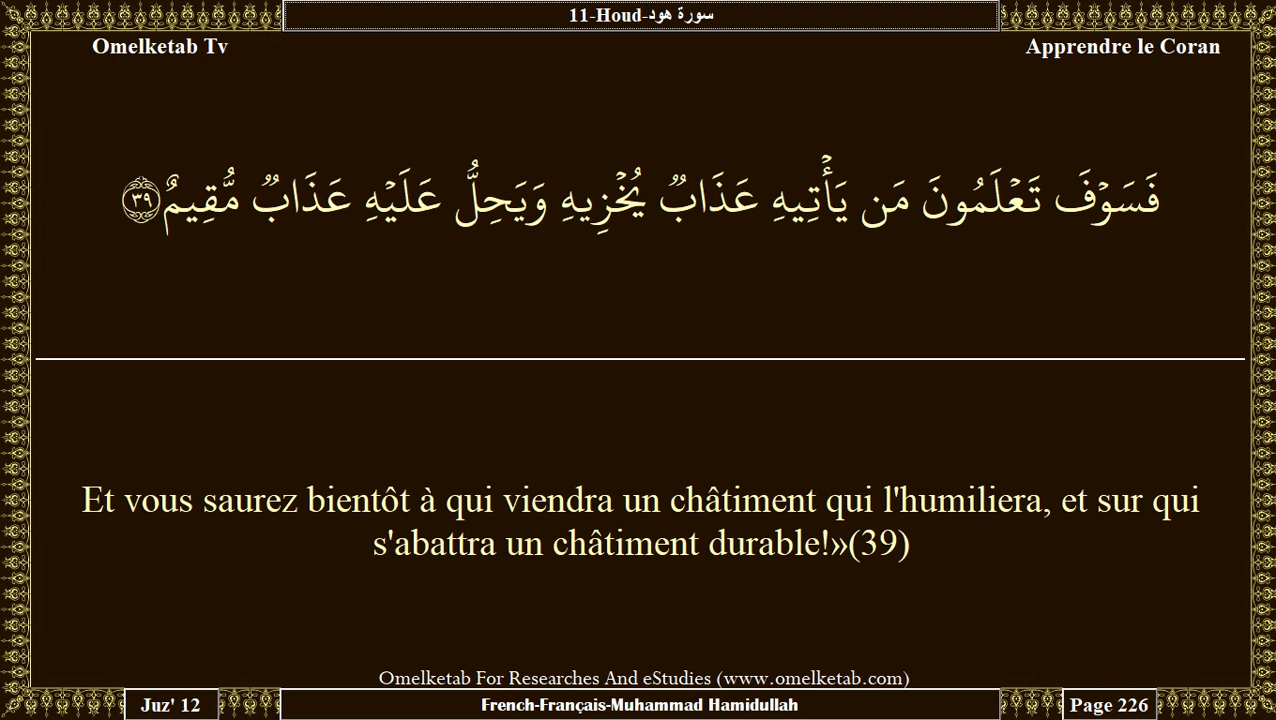 11-Houd-سورة هود
Omelketab Tv
Apprendre le Coran
فَسَوۡفَ تَعۡلَمُونَ مَن يَأۡتِيهِ عَذَابٞ يُخۡزِيهِ وَيَحِلُّ عَلَيۡهِ عَذَابٞ مُّقِيمٌ ٣٩
Et vous saurez bientôt à qui viendra un châtiment qui l'humiliera, et sur qui
s'abattra un châtiment durable!»(39)
Omelketab For Researches And eStudies (www.omelketab.com)
Juz' 12
French-Français-Muhammad Hamidullah
Page 226